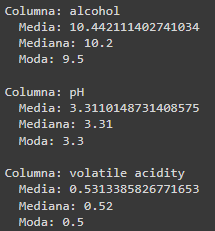 Columna: alcohol
Media: 10.442111402741034
Mediana: 10.2
Moda: 9.5
Columna: pH
Media: 3.3110148731408575
Mediana: 3.31
Moda: 3.3
Columna: volatile acidity
Media: 0.5313385826771653
Mediana: 0.52
Moda: 0.5